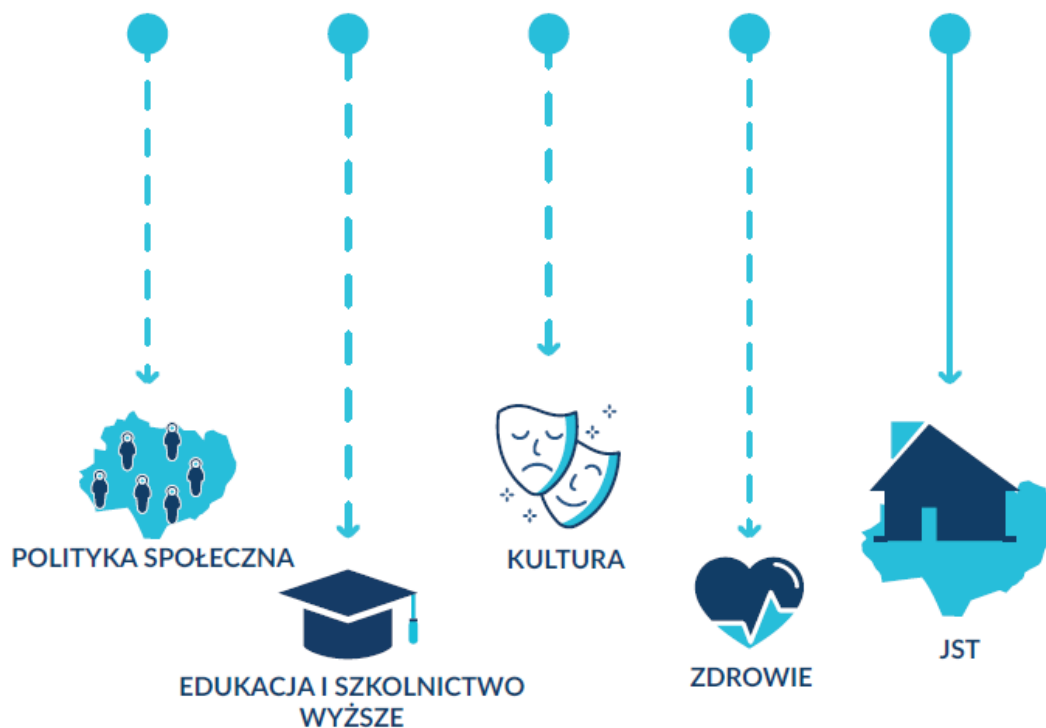 POLITYKA SPOŁECZNA
EDUKACJA I SZKOLNICTWO
WYŻSZE
KULTURA
ZDROWIE
JST